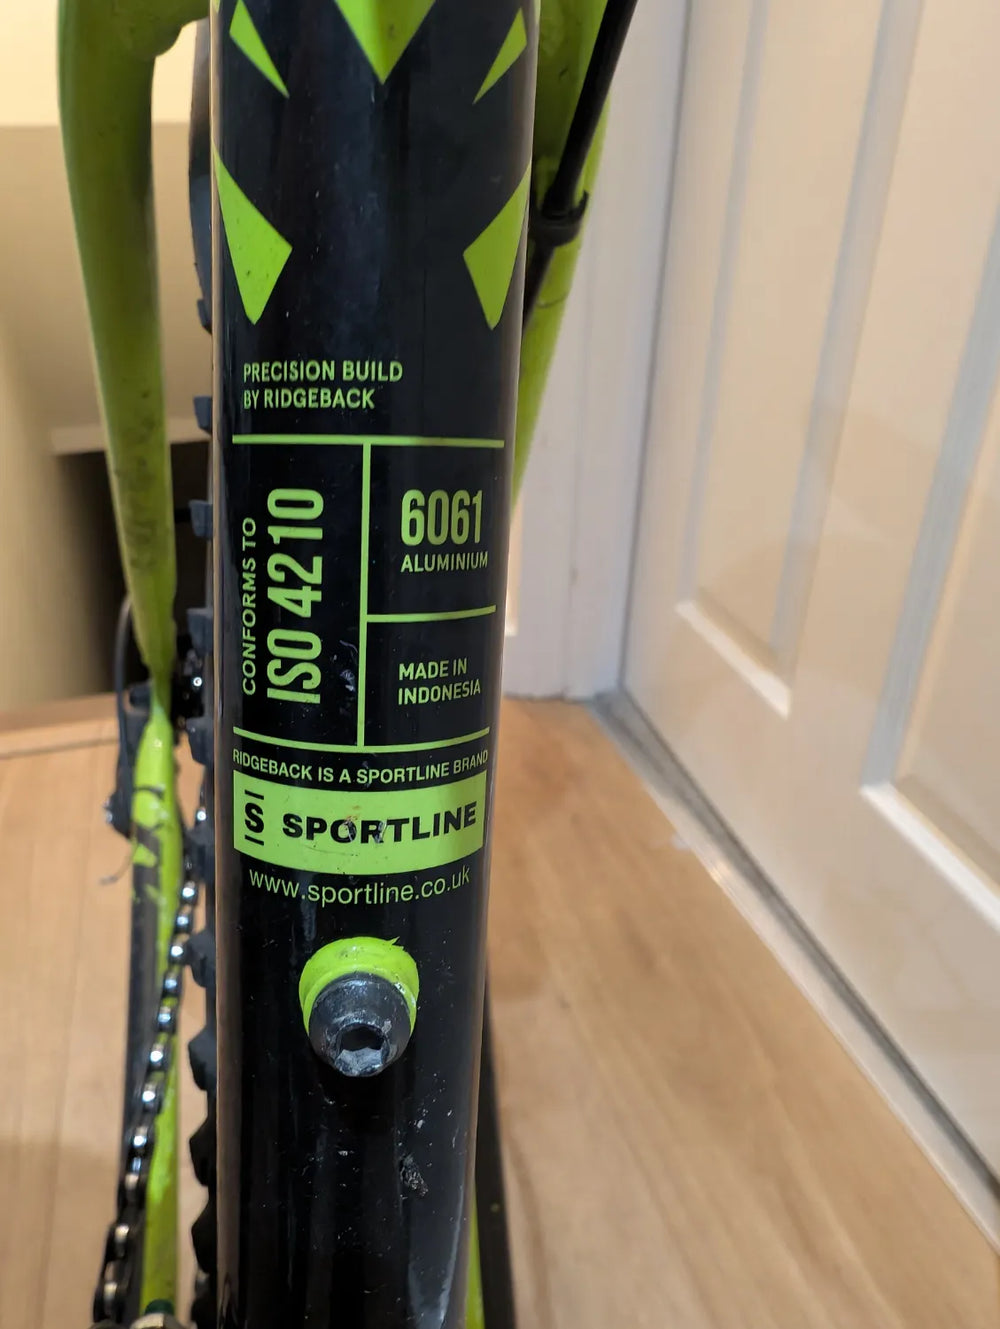 PRECISION BUILD
BY RIDGEBACK
CONFORMS TO
ISO 4210
6061
ALUMINIUM
MADE IN
INDONESIA
RIDGEBACK IS A SPORTLINE BRAND
S SPORTLINE
www.sportline.co.uk